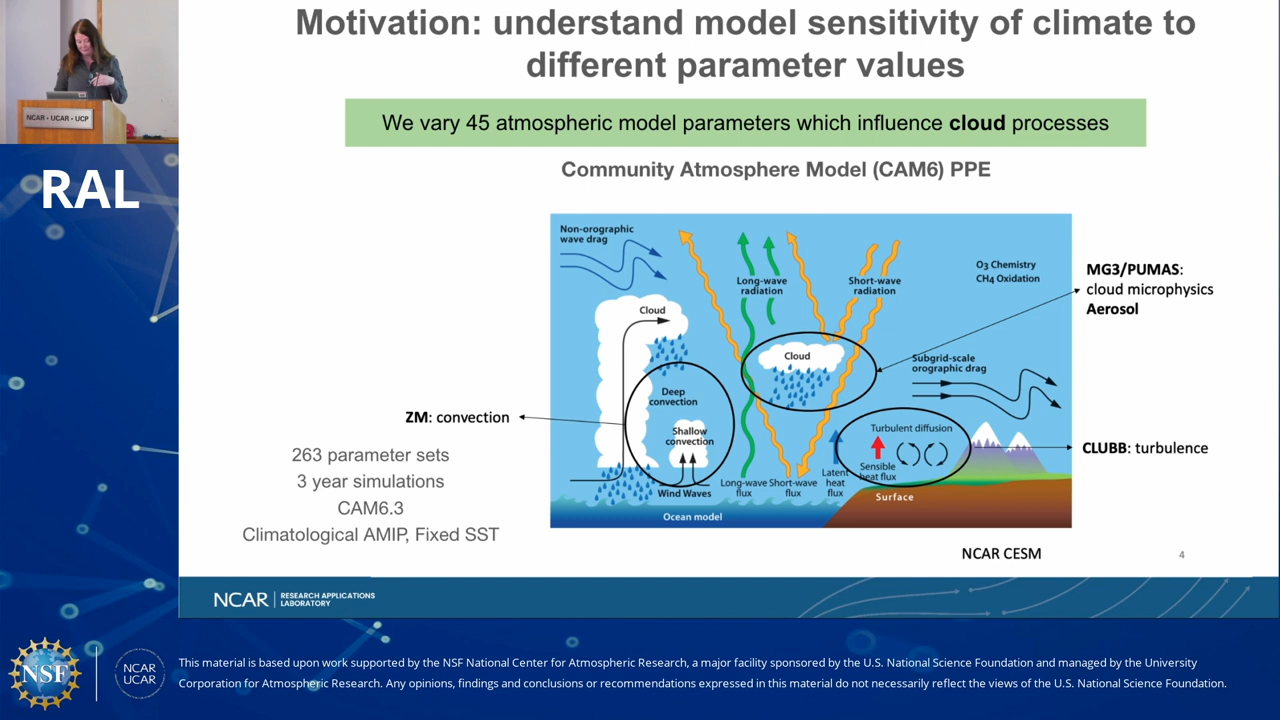 Motivation: understand model sensitivity of climate to
different parameter values
We vary 45 atmospheric model parameters which influence cloud processes
Community Atmosphere Model (CAM6) PPE
NCAR • UCAR • UCP
RAL
Non-orographic
wave drag
Long-wave
radiation
Short-wave
radiation
O3 Chemistry
CH4 Oxidation
MG3/PUMAS:
cloud microphysics
Aerosol
Cloud
Cloud
Subgrid-scale
orographic drag
Deep
convection
Shallow
convection
Turbulent diffusion
ZM: convection
CLUBB: turbulence
263 parameter sets
3 year simulations
CAM6.3
Climatological AMIP, Fixed SST
Wind Waves
Long-wave
flux
Short-wave
flux
Latent
heat
flux
Sensible
heat flux
Surface
Ocean model
NCAR CESM
4
NCAR
RESEARCH APPLICATIONS
LABORATORY
NSF
NCAR
UCAR
This material is based upon work supported by the NSF National Center for Atmospheric Research, a major facility sponsored by the U.S. National Science Foundation and managed by the University
Corporation for Atmospheric Research. Any opinions, findings and conclusions or recommendations expressed in this material do not necessarily reflect the views of the U.S. National Science Foundation.